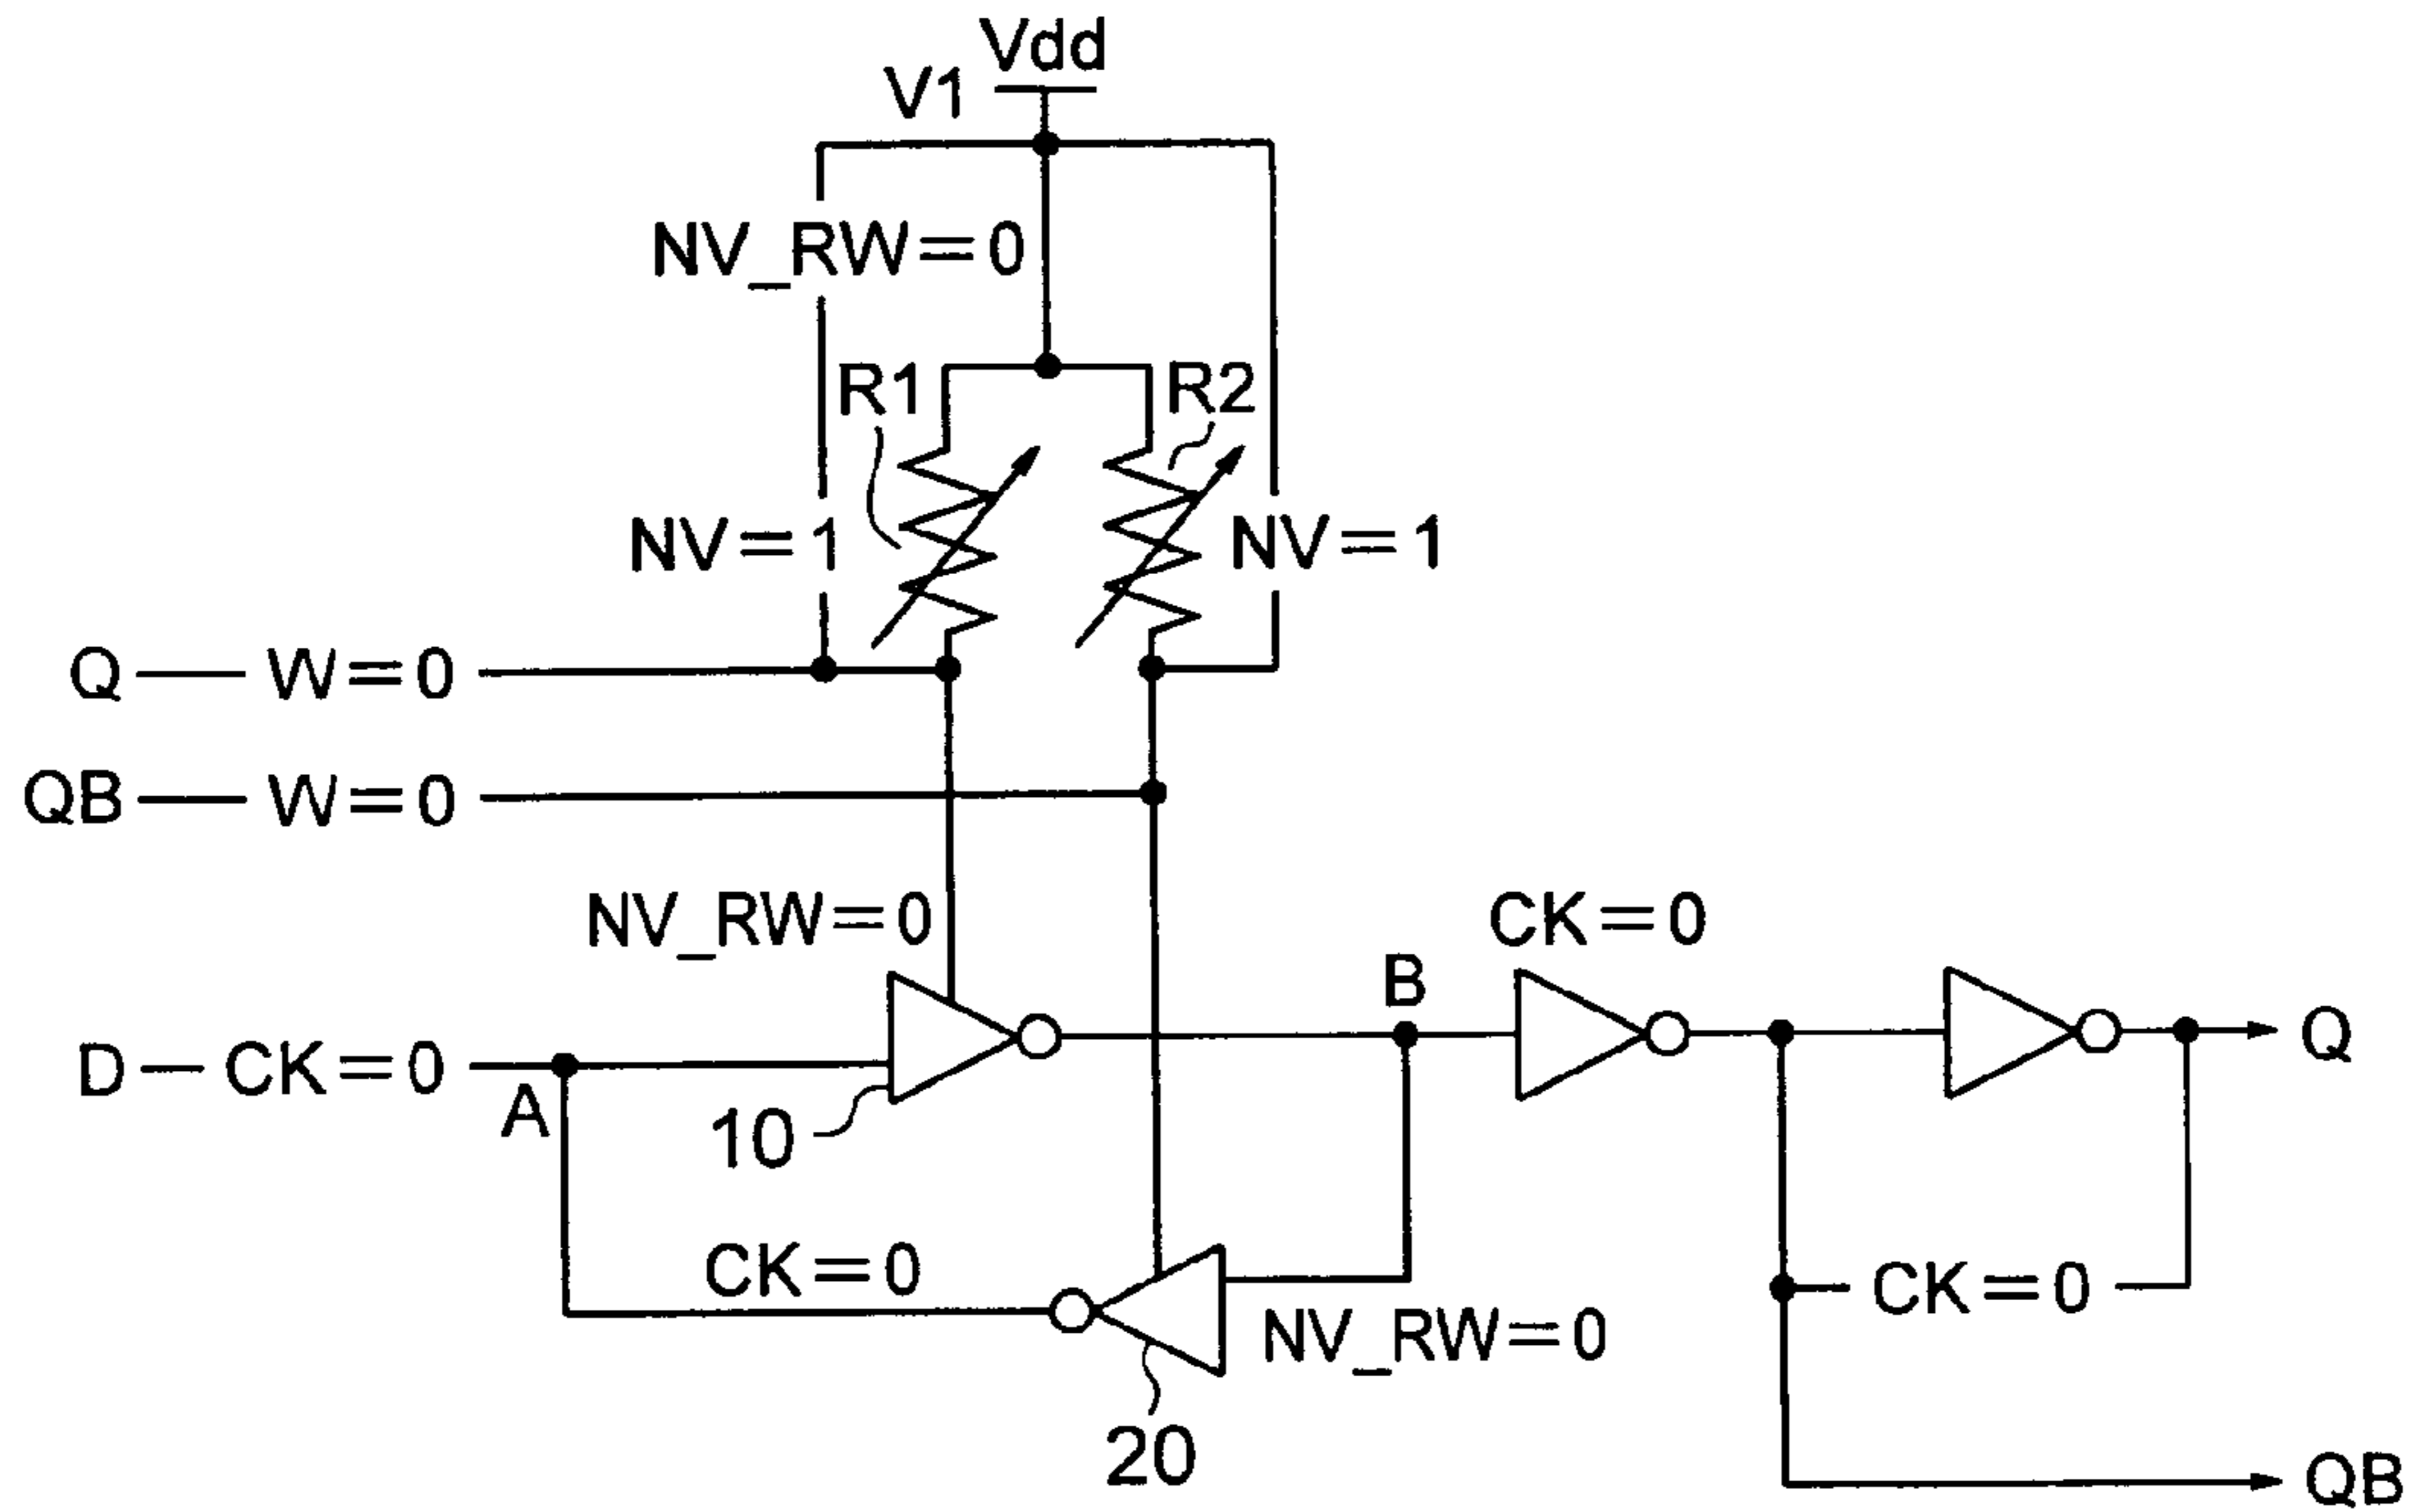 Vdd
V1
NV_RW=0
R1
R2
NV=1
NV=1
Q
W=0
QB
W=0
NV_RW=0
CK=0
B
D
CK=0
A
10
Q
CK=0
CK=0
NV_RW=0
20
QB